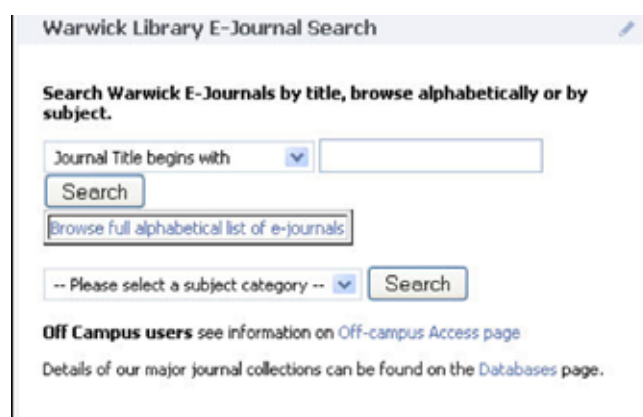 Warwick Library E-Journal Search
Search Warwick E-Journals by title, browse alphabetically or by
subject.
Journal Title begins with
Search
Browse full alphabetical list of e-journals
-- Please select a subject category -- Search
Off Campus users see information on Off-campus Access page
Details of our major journal collections can be found on the Databases page.